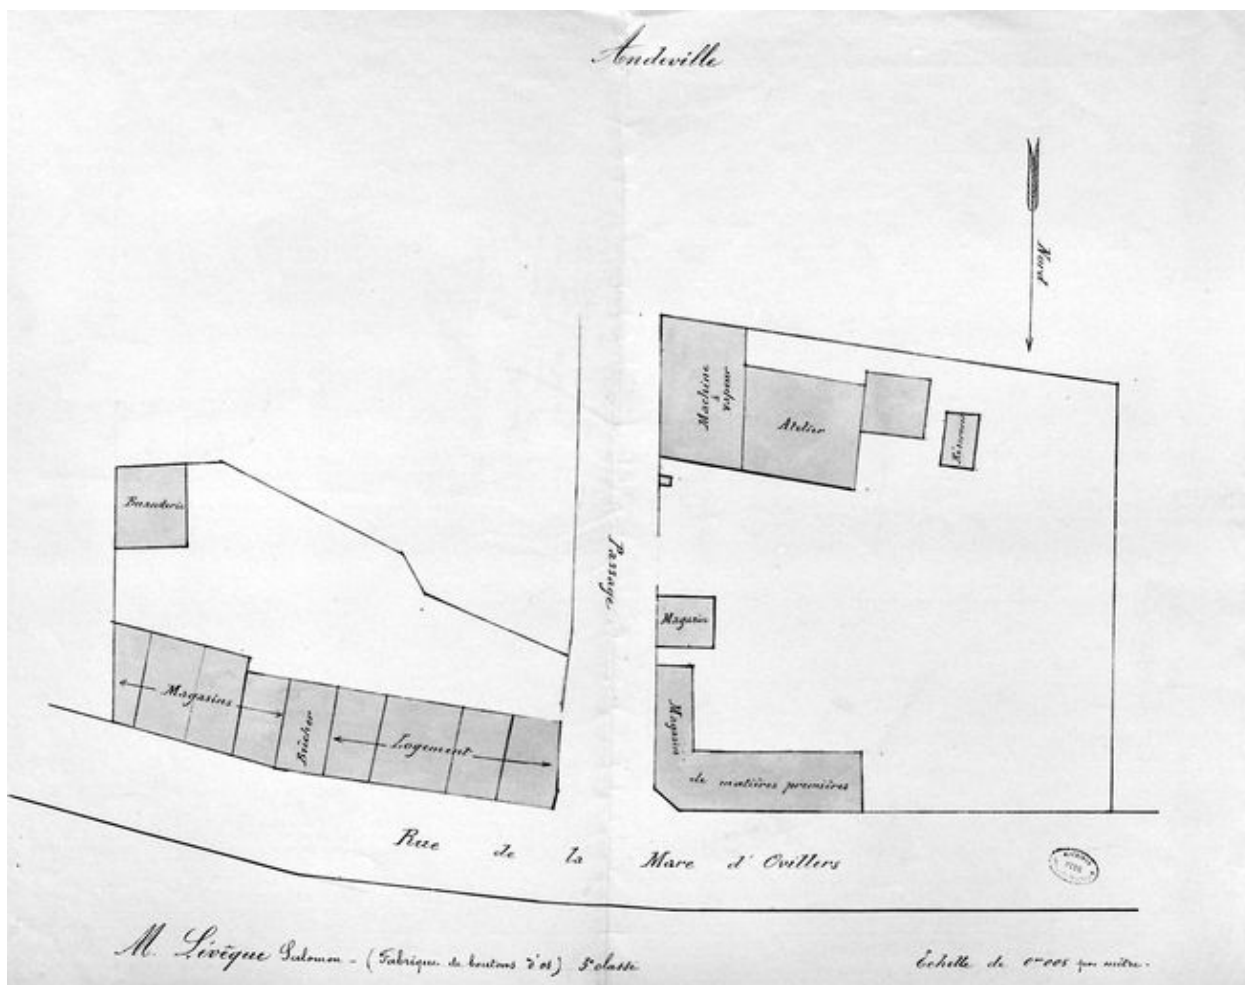 Andeville
Nord
Machine
à
vapeur
Atelier
Réservoir
Buanderie
Passage.
Magasin
Magasins
Bûcher
Logement
Magasin
de matières premières
Rue de la Mare d'Ovillers
M. Lévêque Salomon - (Fabrique de boutons d'os) 5e classe
Echelle de 0m005 par mètre.